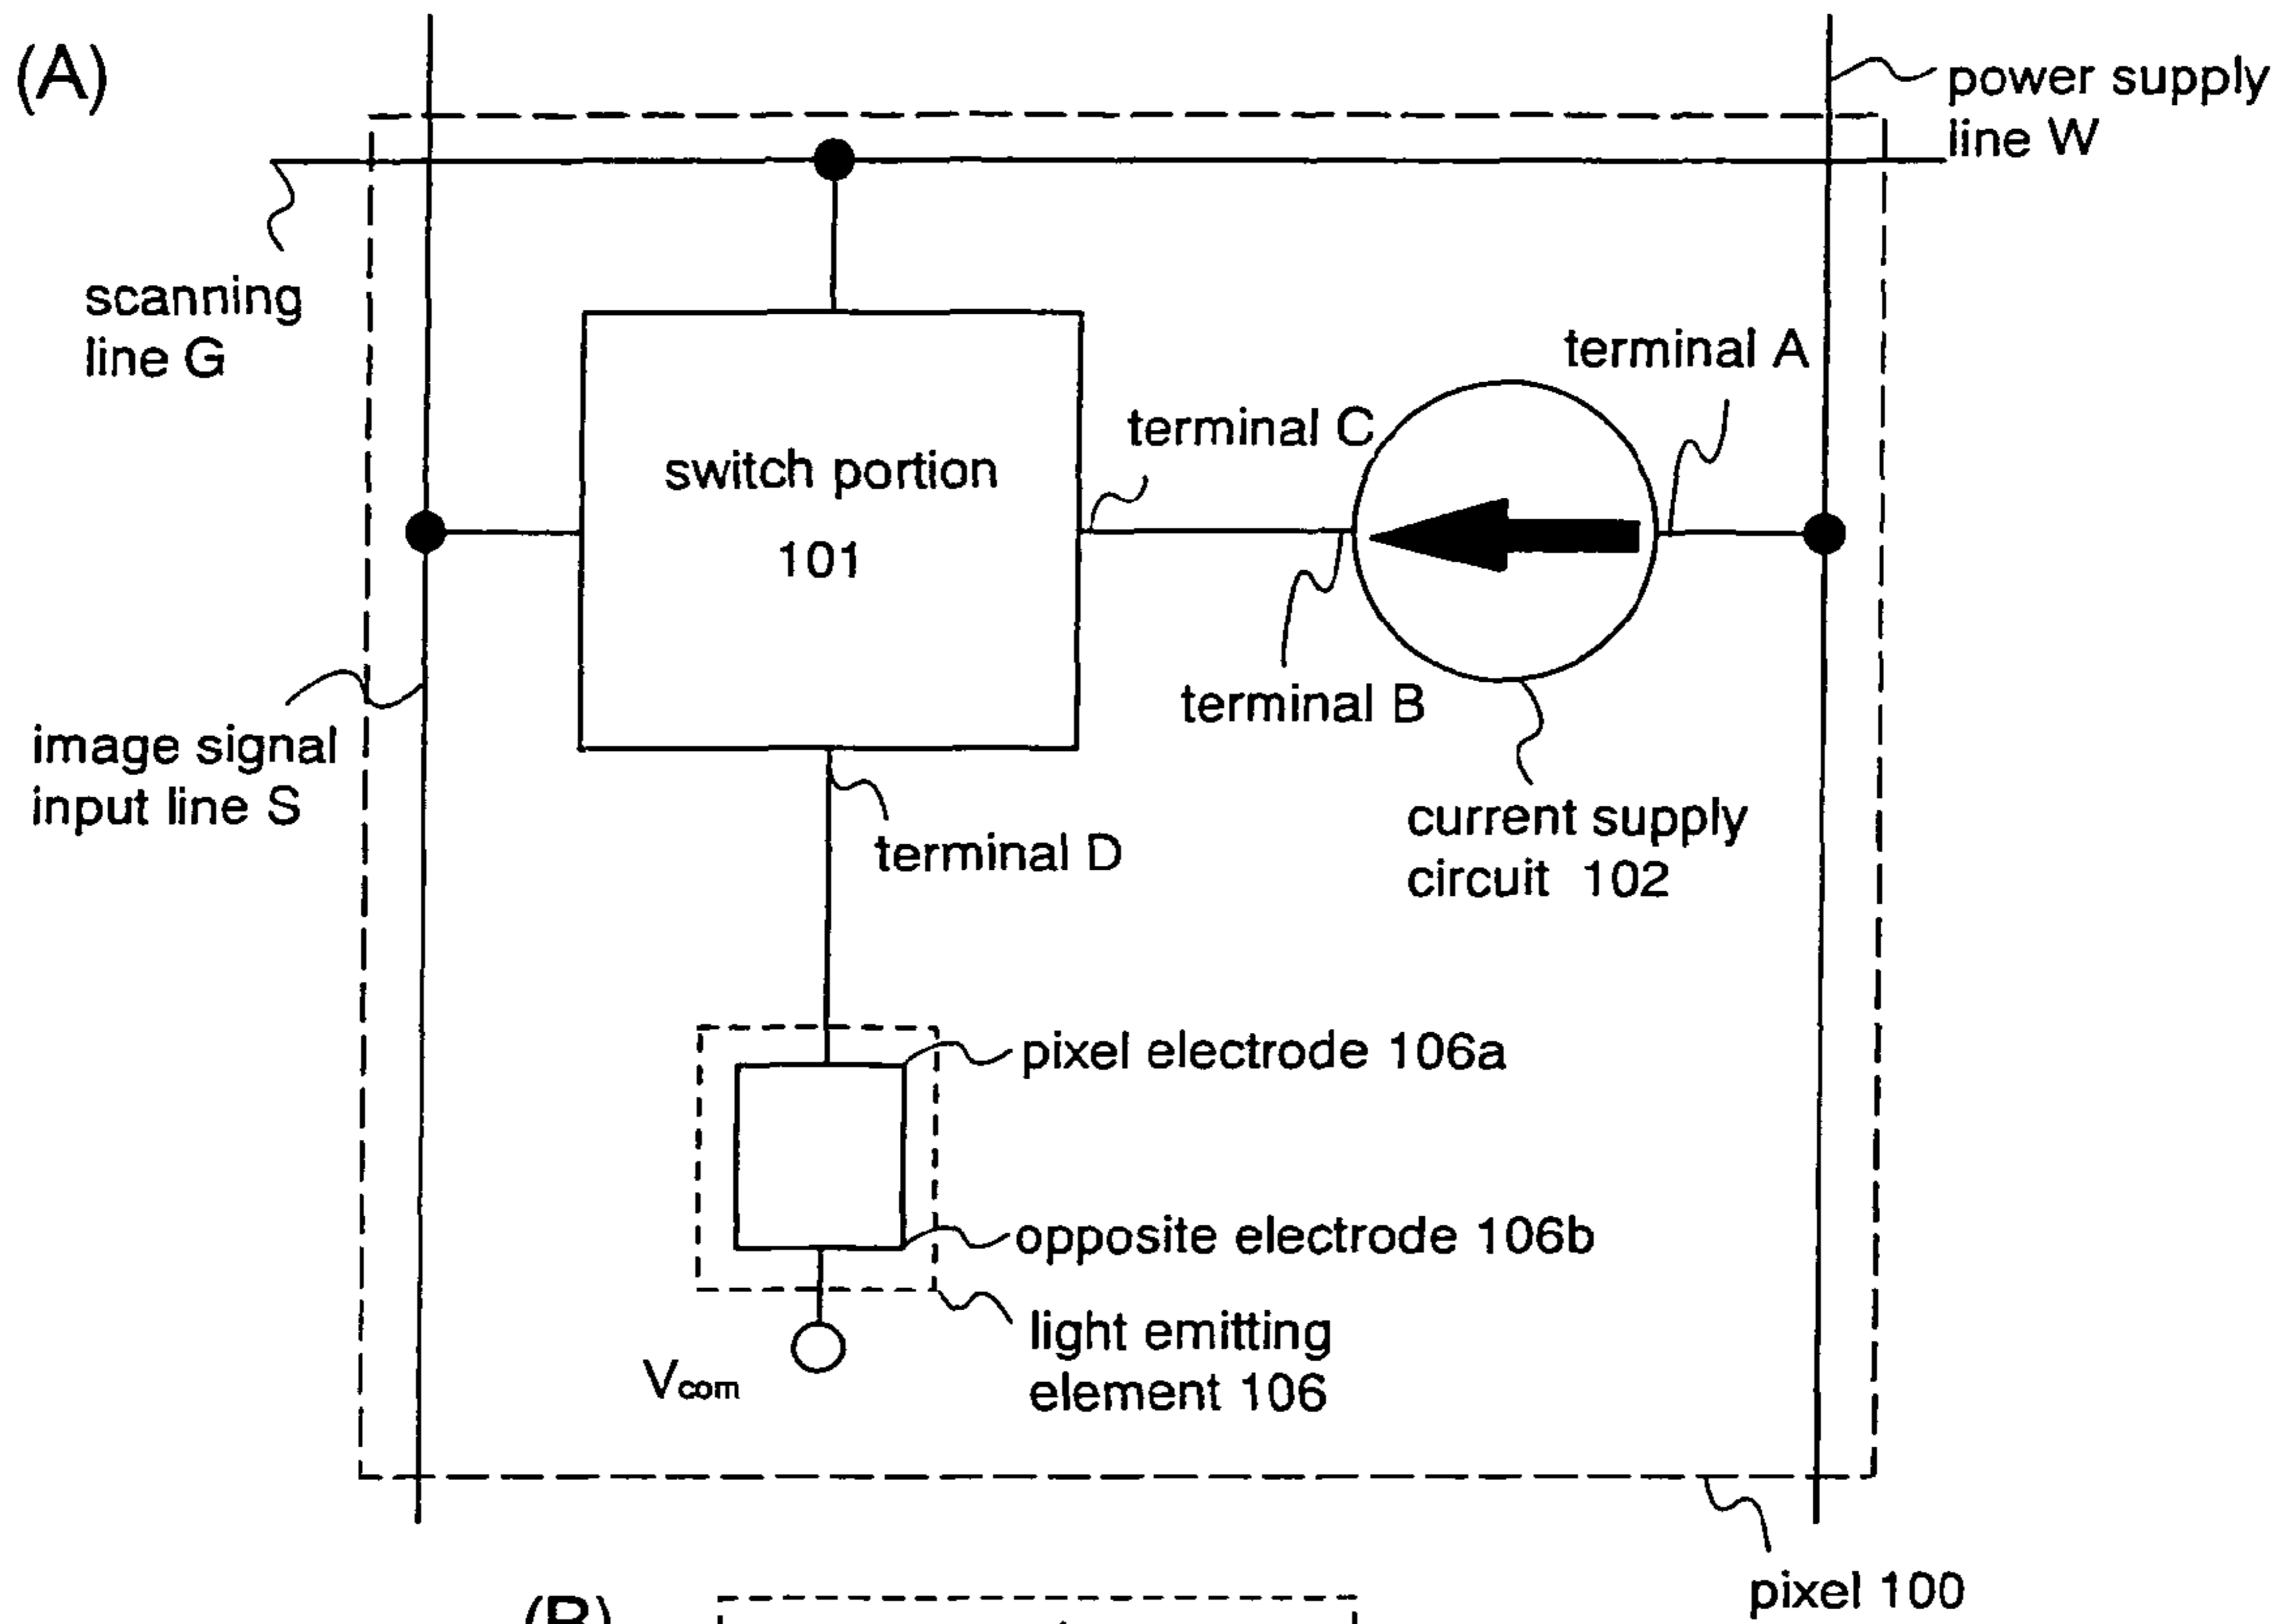 (A)
power supply
line W
scanning
line G
terminal A
terminal C
switch portion
101
terminal B
image signal
input line S
current supply
circuit 102
terminal D
pixel electrode 106a
opposite electrode 106b
light emitting
element 106
Vcom
pixel 100
(B)